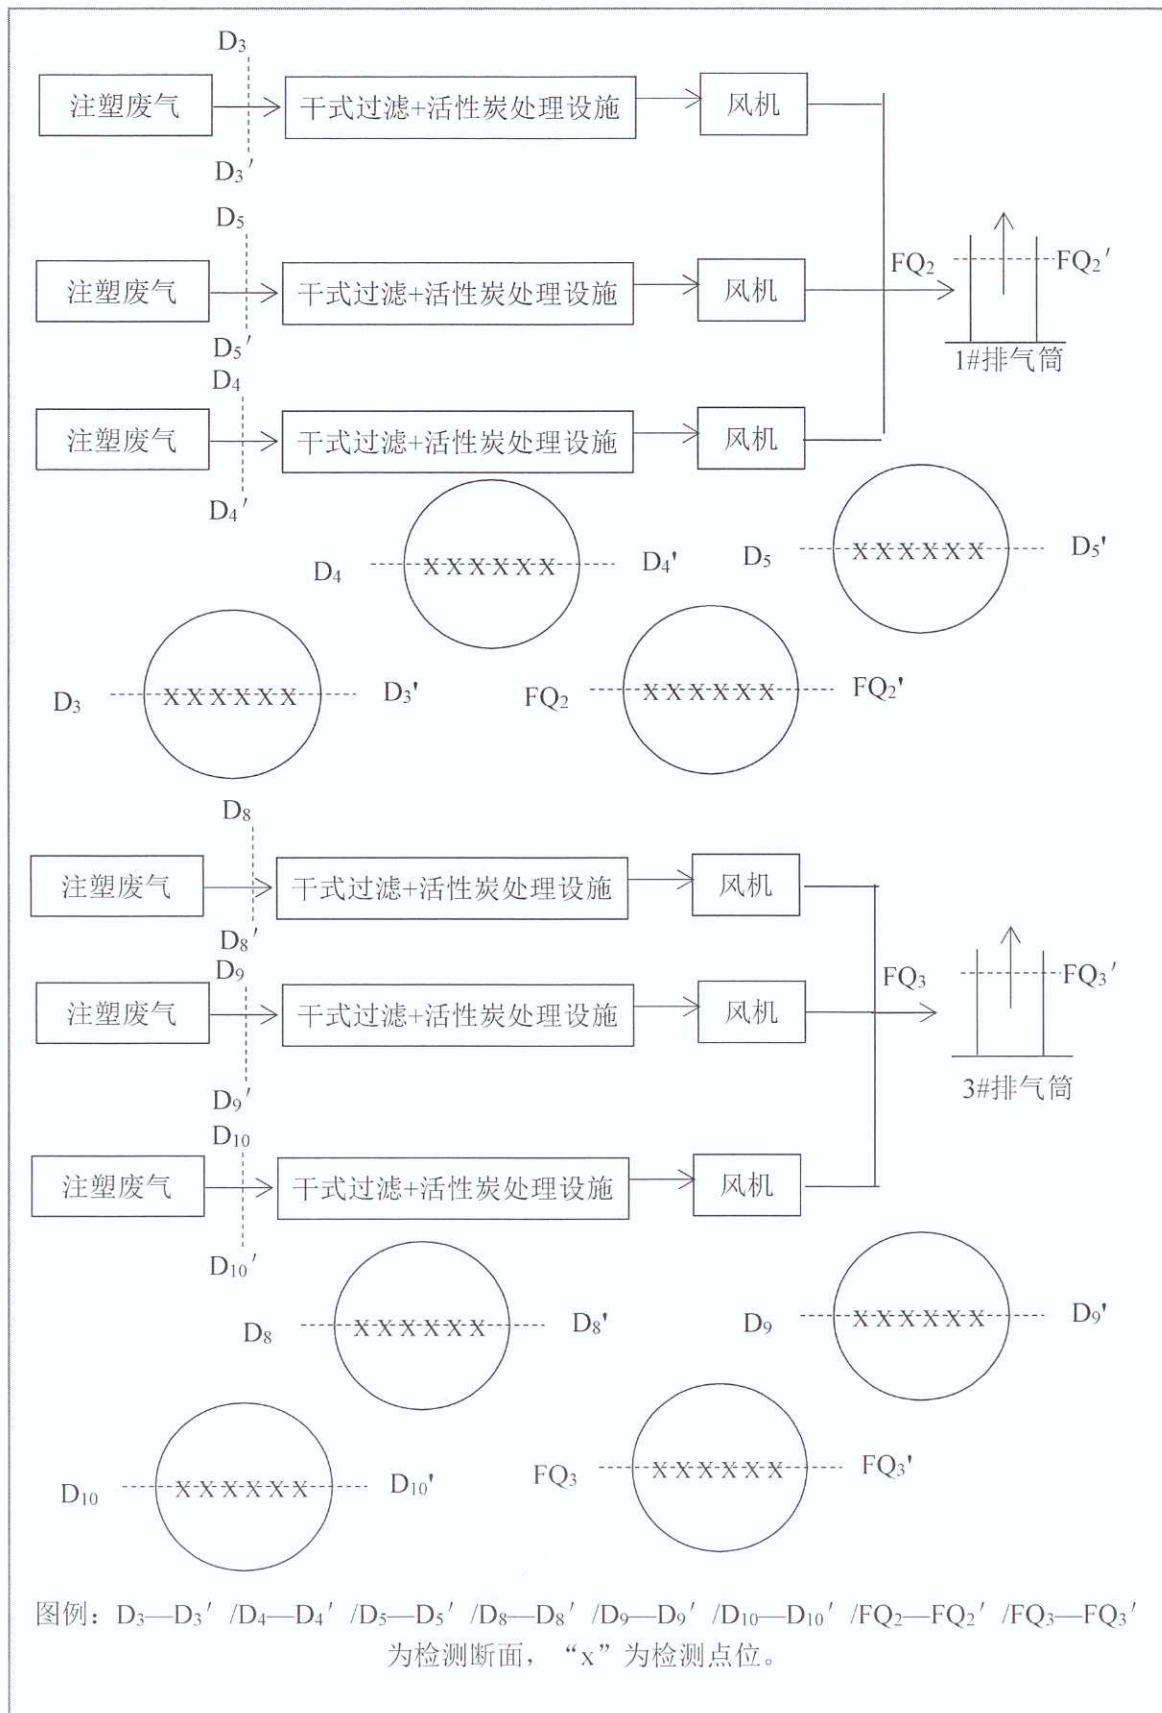 D₃
注塑废气 干式过滤+活性炭处理设施 风机
D₃′
D₅
FQ₂ FQ₂′
注塑废气 干式过滤+活性炭处理设施 风机
D₅′
1#排气筒
D₄
注塑废气 干式过滤+活性炭处理设施 风机
D₄′
D₄ XXXXXX D₄'
D₅ XXXXXX D₅'
D₃ XXXXXX D₃'
FQ₂ XXXXXX FQ₂'
D₈
注塑废气 干式过滤+活性炭处理设施 风机
D₈′
D₉
FQ₃ FQ₃′
注塑废气 干式过滤+活性炭处理设施 风机
D₉′
3#排气筒
D₁₀
注塑废气 干式过滤+活性炭处理设施 风机
D₁₀′
D₈ XXXXXX D₈'
D₉ XXXXXX D₉'
D₁₀ XXXXXX D₁₀'
FQ₃ XXXXXX FQ₃'
图例：D₃—D₃′ /D₄—D₄′ /D₅—D₅′ /D₈—D₈′ /D₉—D₉′ /D₁₀—D₁₀′ /FQ₂—FQ₂′ /FQ₃—FQ₃′
为检测断面，“x”为检测点位。